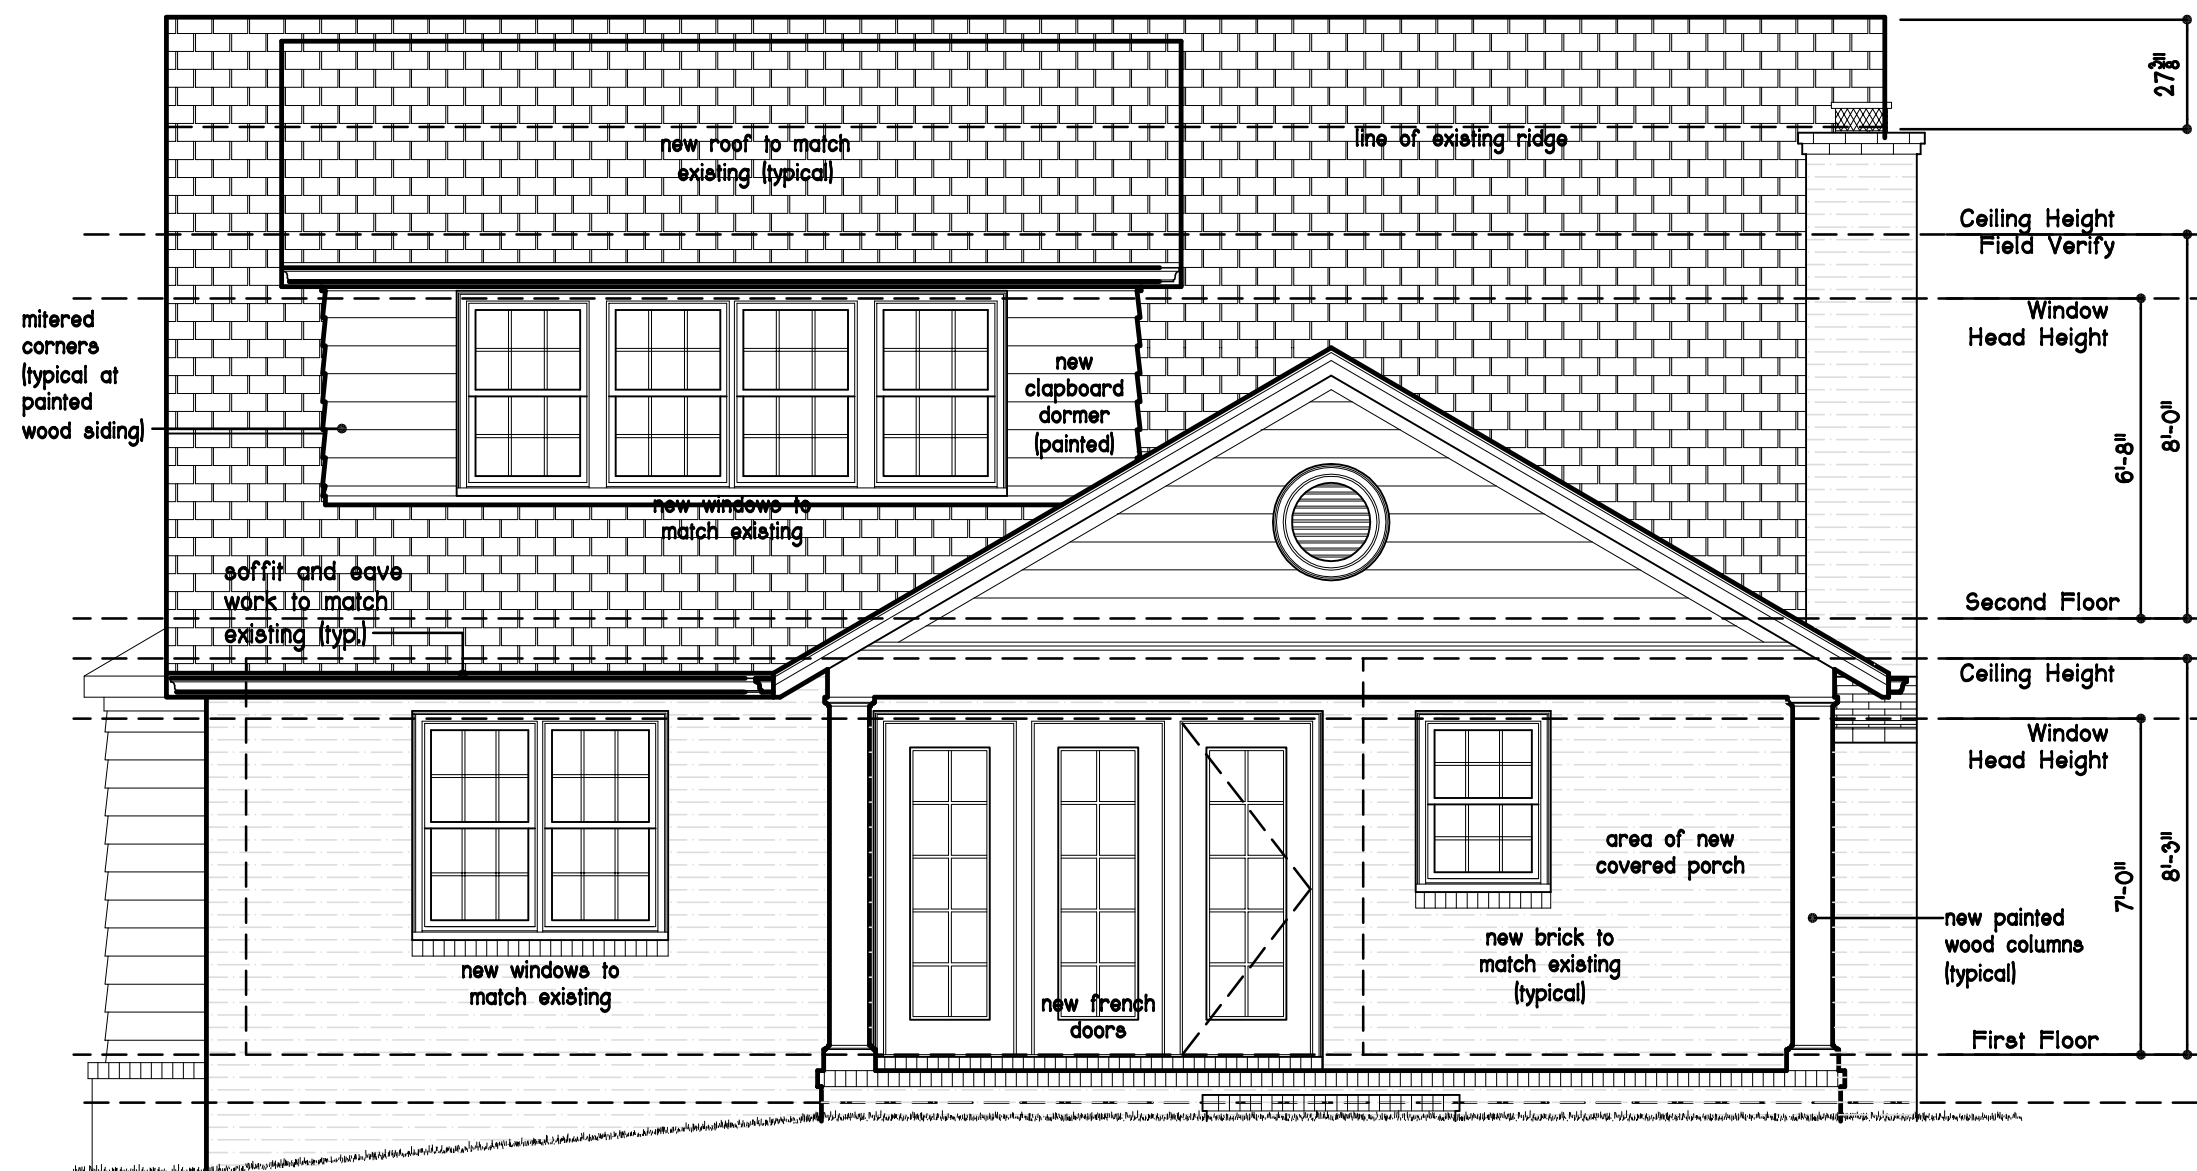 27 3/8"
new roof to match
existing (typical)
line of existing ridge
Ceiling Height
Field Verify
Window
Head Height
mitered
corners
(typical at
painted
wood siding)
new
clapboard
dormer
(painted)
6'-8"
8'-0"
new windows to
match existing
soffit and eave
work to match
existing (typ.)
Second Floor
Ceiling Height
Window
Head Height
area of new
covered porch
7'-0"
8'-3"
new painted
wood columns
(typical)
new brick to
match existing
(typical)
new windows to
match existing
new french
doors
First Floor